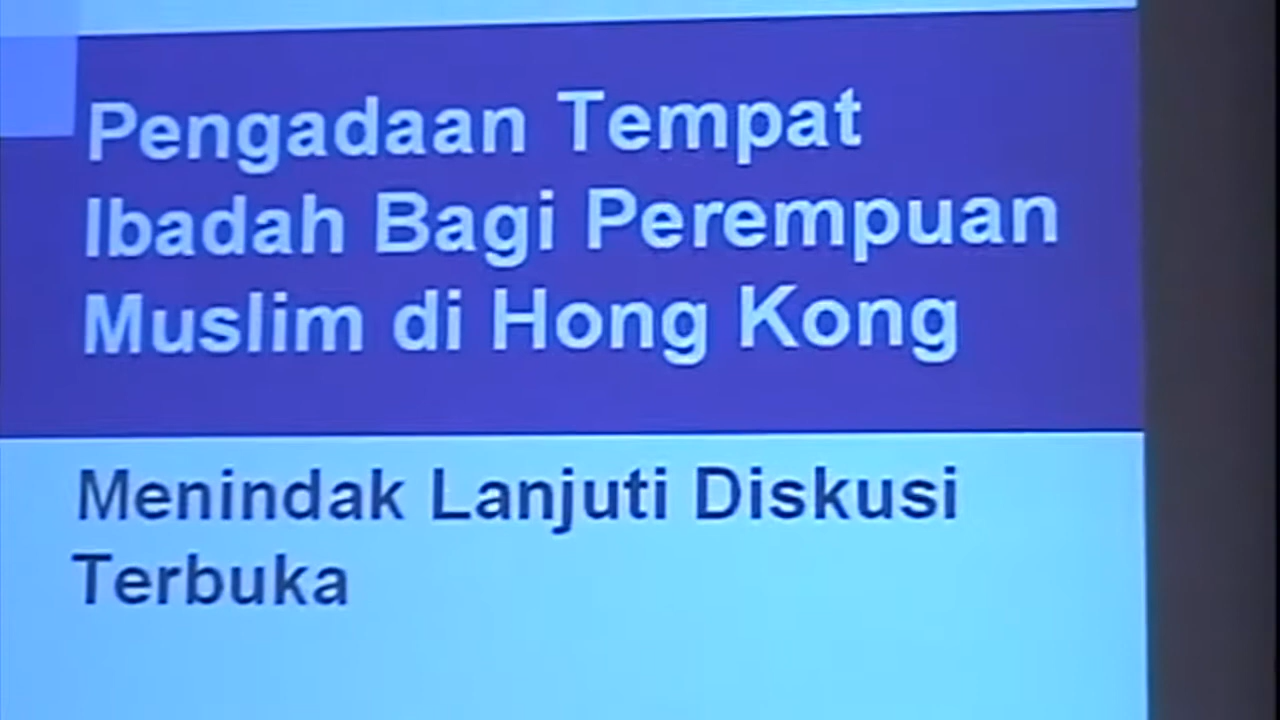 Pengadaan Tempat
Ibadah Bagi Perempuan
Muslim di Hong Kong
Menindak Lanjuti Diskusi
Terbuka